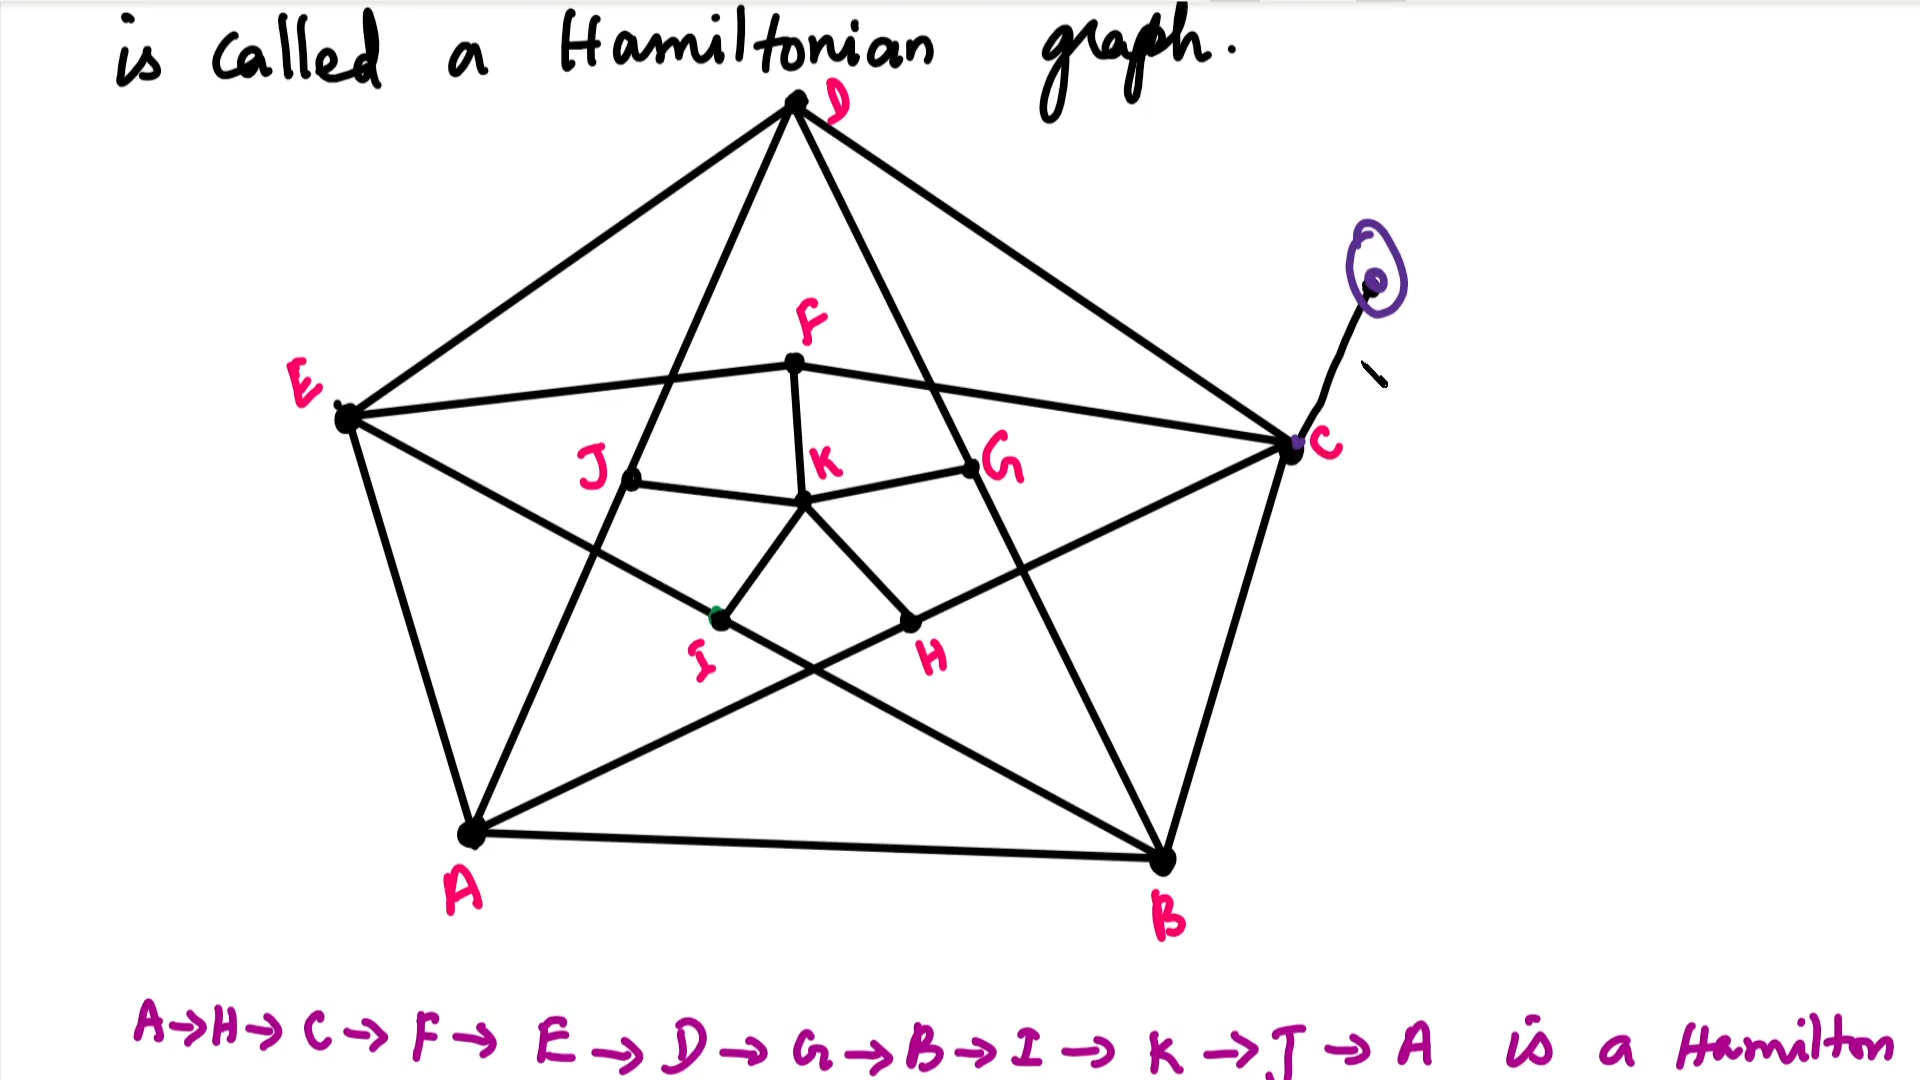 is called a Hamiltonian graph.
D
F
E
C
J
K
G
I
H
A
B
A→H→C→F→E→D→G→B→I→K→J→A is a Hamilton